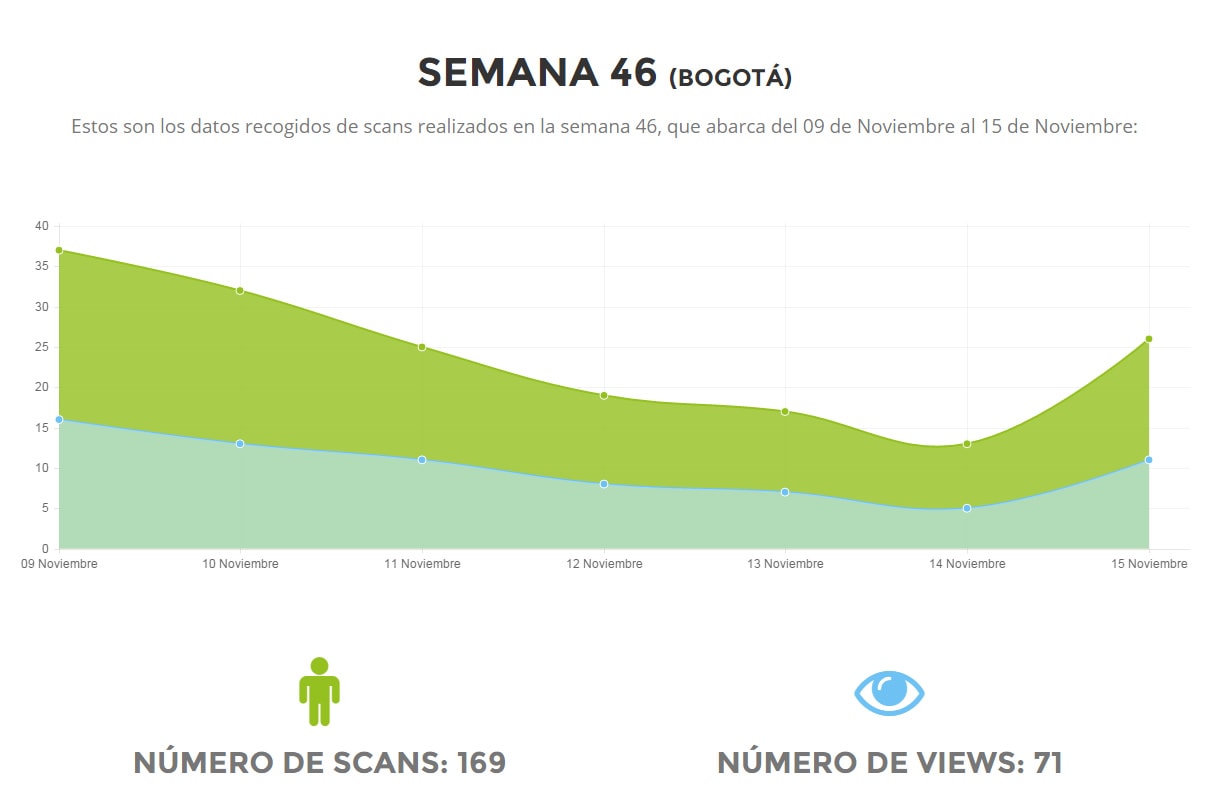 SEMANA 46 (BOGOTÁ)
Estos son los datos recogidos de scans realizados en la semana 46, que abarca del 09 de Noviembre al 15 de Noviembre:
40
35
30
25
20
15
10
5
0
09 Noviembre 10 Noviembre 11 Noviembre 12 Noviembre 13 Noviembre 14 Noviembre 15 Noviembre
NÚMERO DE SCANS: 169 NÚMERO DE VIEWS: 71